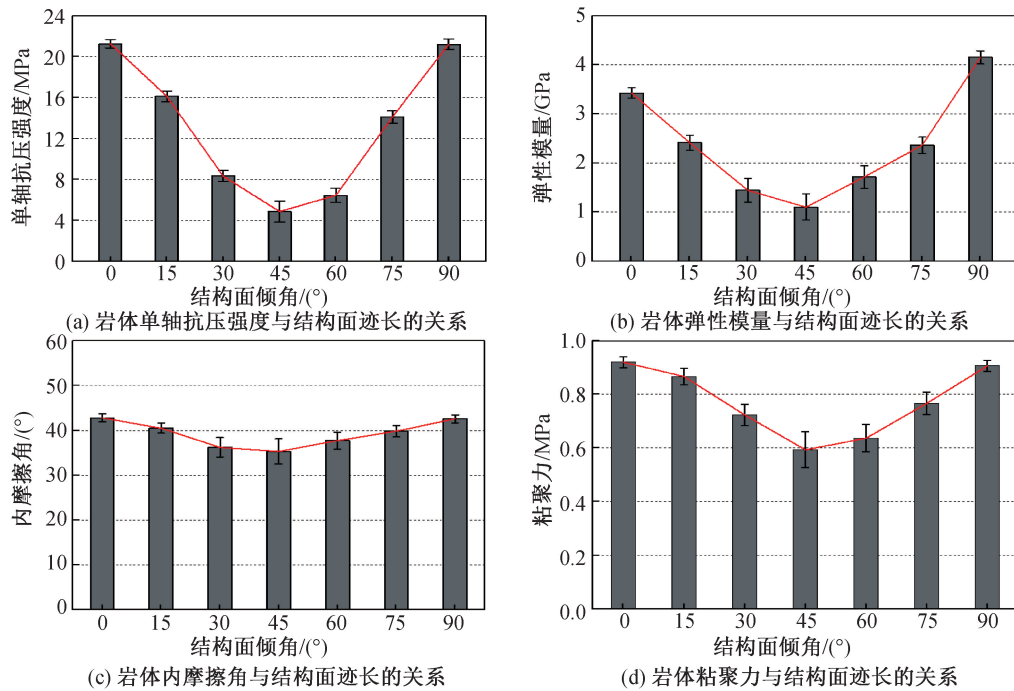 24
20
16
12
8
4
0
单轴抗压强度/MPa
0 15 30 45 60 75 90
结构面倾角/(°)
(a) 岩体单轴抗压强度与结构面迹长的关系
5
4
3
2
1
0
弹性模量/GPa
0 15 30 45 60 75 90
结构面倾角/(°)
(b) 岩体弹性模量与结构面迹长的关系
60
50
40
30
20
10
0
内摩擦角/(°)
0 15 30 45 60 75 90
结构面倾角/(°)
(c) 岩体内摩擦角与结构面迹长的关系
1.0
0.8
0.6
0.4
0.2
0.0
粘聚力/MPa
0 15 30 45 60 75 90
结构面倾角/(°)
(d) 岩体粘聚力与结构面迹长的关系